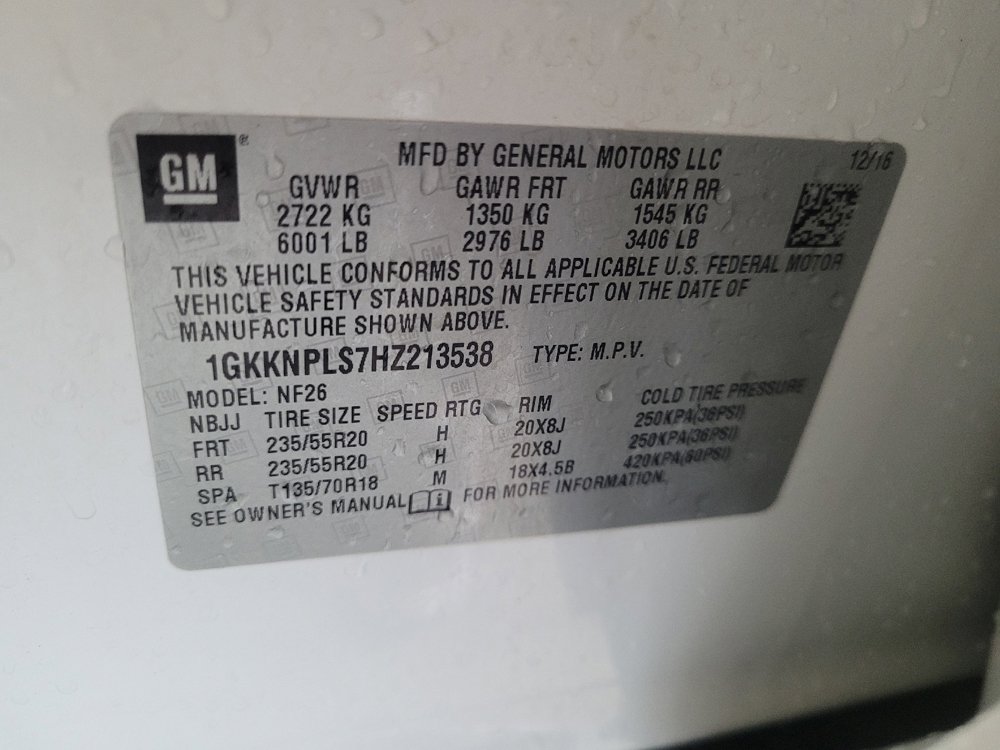 GM ®
MFD BY GENERAL MOTORS LLC 12/16
GVWR GAWR FRT GAWR RR
2722 KG 1350 KG 1545 KG
6001 LB 2976 LB 3406 LB
THIS VEHICLE CONFORMS TO ALL APPLICABLE U.S. FEDERAL MOTOR
VEHICLE SAFETY STANDARDS IN EFFECT ON THE DATE OF
MANUFACTURE SHOWN ABOVE.
1GKKNPLS7HZ213538 TYPE: M.P.V.
MODEL: NF26
NBJJ TIRE SIZE SPEED RTG RIM COLD TIRE PRESSURE
FRT 235/55R20 H 20X8J 250KPA(36PSI)
RR 235/55R20 H 20X8J 250KPA(36PSI)
SPA T135/70R18 M 18X4.5B 420KPA(60PSI)
SEE OWNER'S MANUAL FOR MORE INFORMATION.